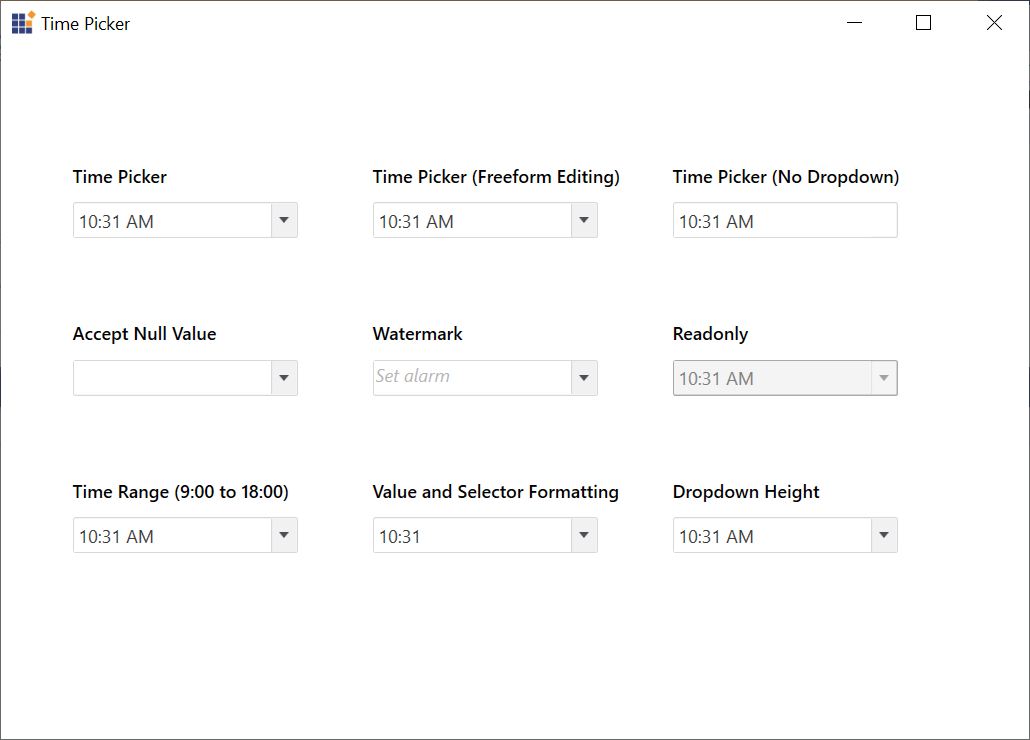 Time Picker
Time Picker
Time Picker (Freeform Editing)
Time Picker (No Dropdown)
10:31 AM
10:31 AM
10:31 AM
Accept Null Value
Watermark
Readonly
Set alarm
10:31 AM
Time Range (9:00 to 18:00)
Value and Selector Formatting
Dropdown Height
10:31 AM
10:31
10:31 AM